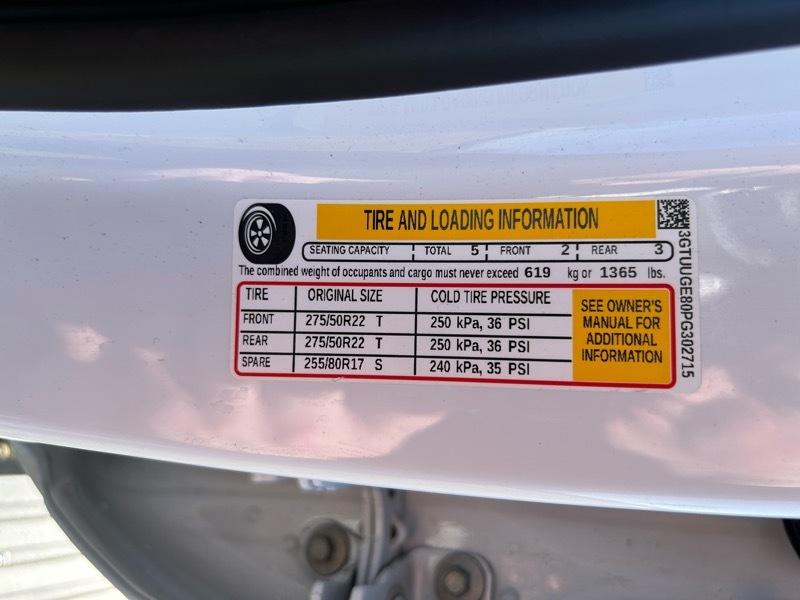 TIRE AND LOADING INFORMATION
SEATING CAPACITY TOTAL 5 FRONT 2 REAR 3
The combined weight of occupants and cargo must never exceed 619 kg or 1365 lbs.
TIRE ORIGINAL SIZE COLD TIRE PRESSURE
FRONT 275/50R22 T 250 kPa, 36 PSI
REAR 275/50R22 T 250 kPa, 36 PSI
SPARE 255/80R17 S 240 kPa, 35 PSI
SEE OWNER'S
MANUAL FOR
ADDITIONAL
INFORMATION
3GTUUGE80PG302715